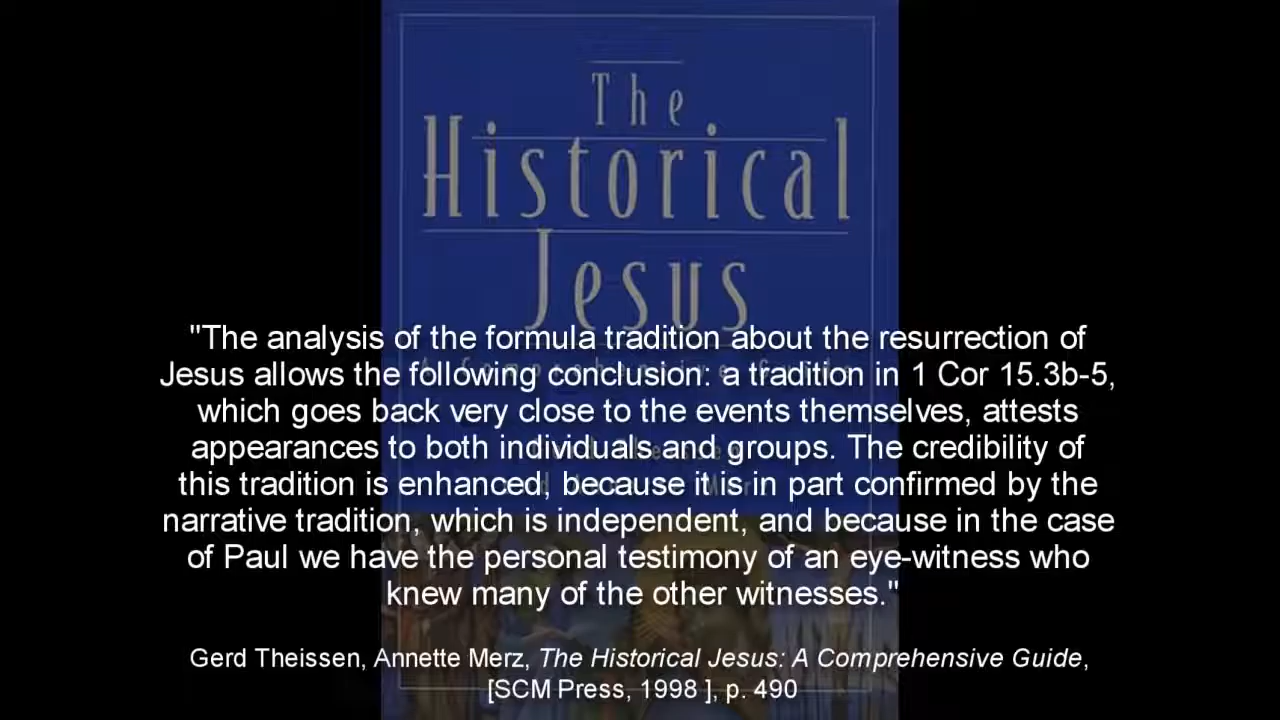 The
Historical
Jesus
"The analysis of the formula tradition about the resurrection of
Jesus allows the following conclusion: a tradition in 1 Cor 15.3b-5,
which goes back very close to the events themselves, attests
appearances to both individuals and groups. The credibility of
this tradition is enhanced, because it is in part confirmed by the
narrative tradition, which is independent, and because in the case
of Paul we have the personal testimony of an eye-witness who
knew many of the other witnesses."
Gerd Theissen, Annette Merz, The Historical Jesus: A Comprehensive Guide,
[SCM Press, 1998 ], p. 490